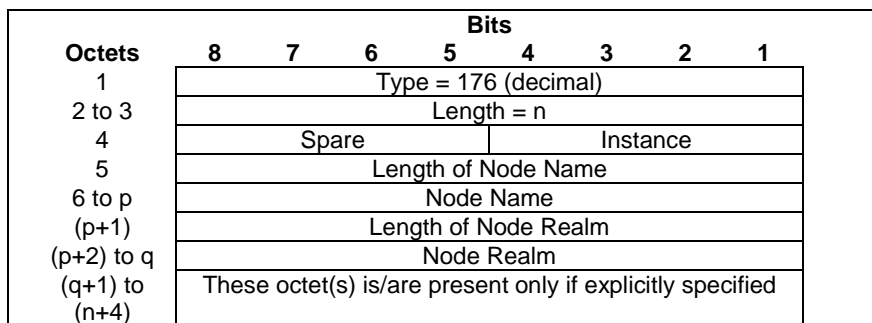 Bits
Octets 8 7 6 5 4 3 2 1
1 Type = 176 (decimal)
2 to 3 Length = n
4 Spare Instance
5 Length of Node Name
6 to p Node Name
(p+1) Length of Node Realm
(p+2) to q Node Realm
(q+1) to These octet(s) is/are present only if explicitly specified
(n+4)